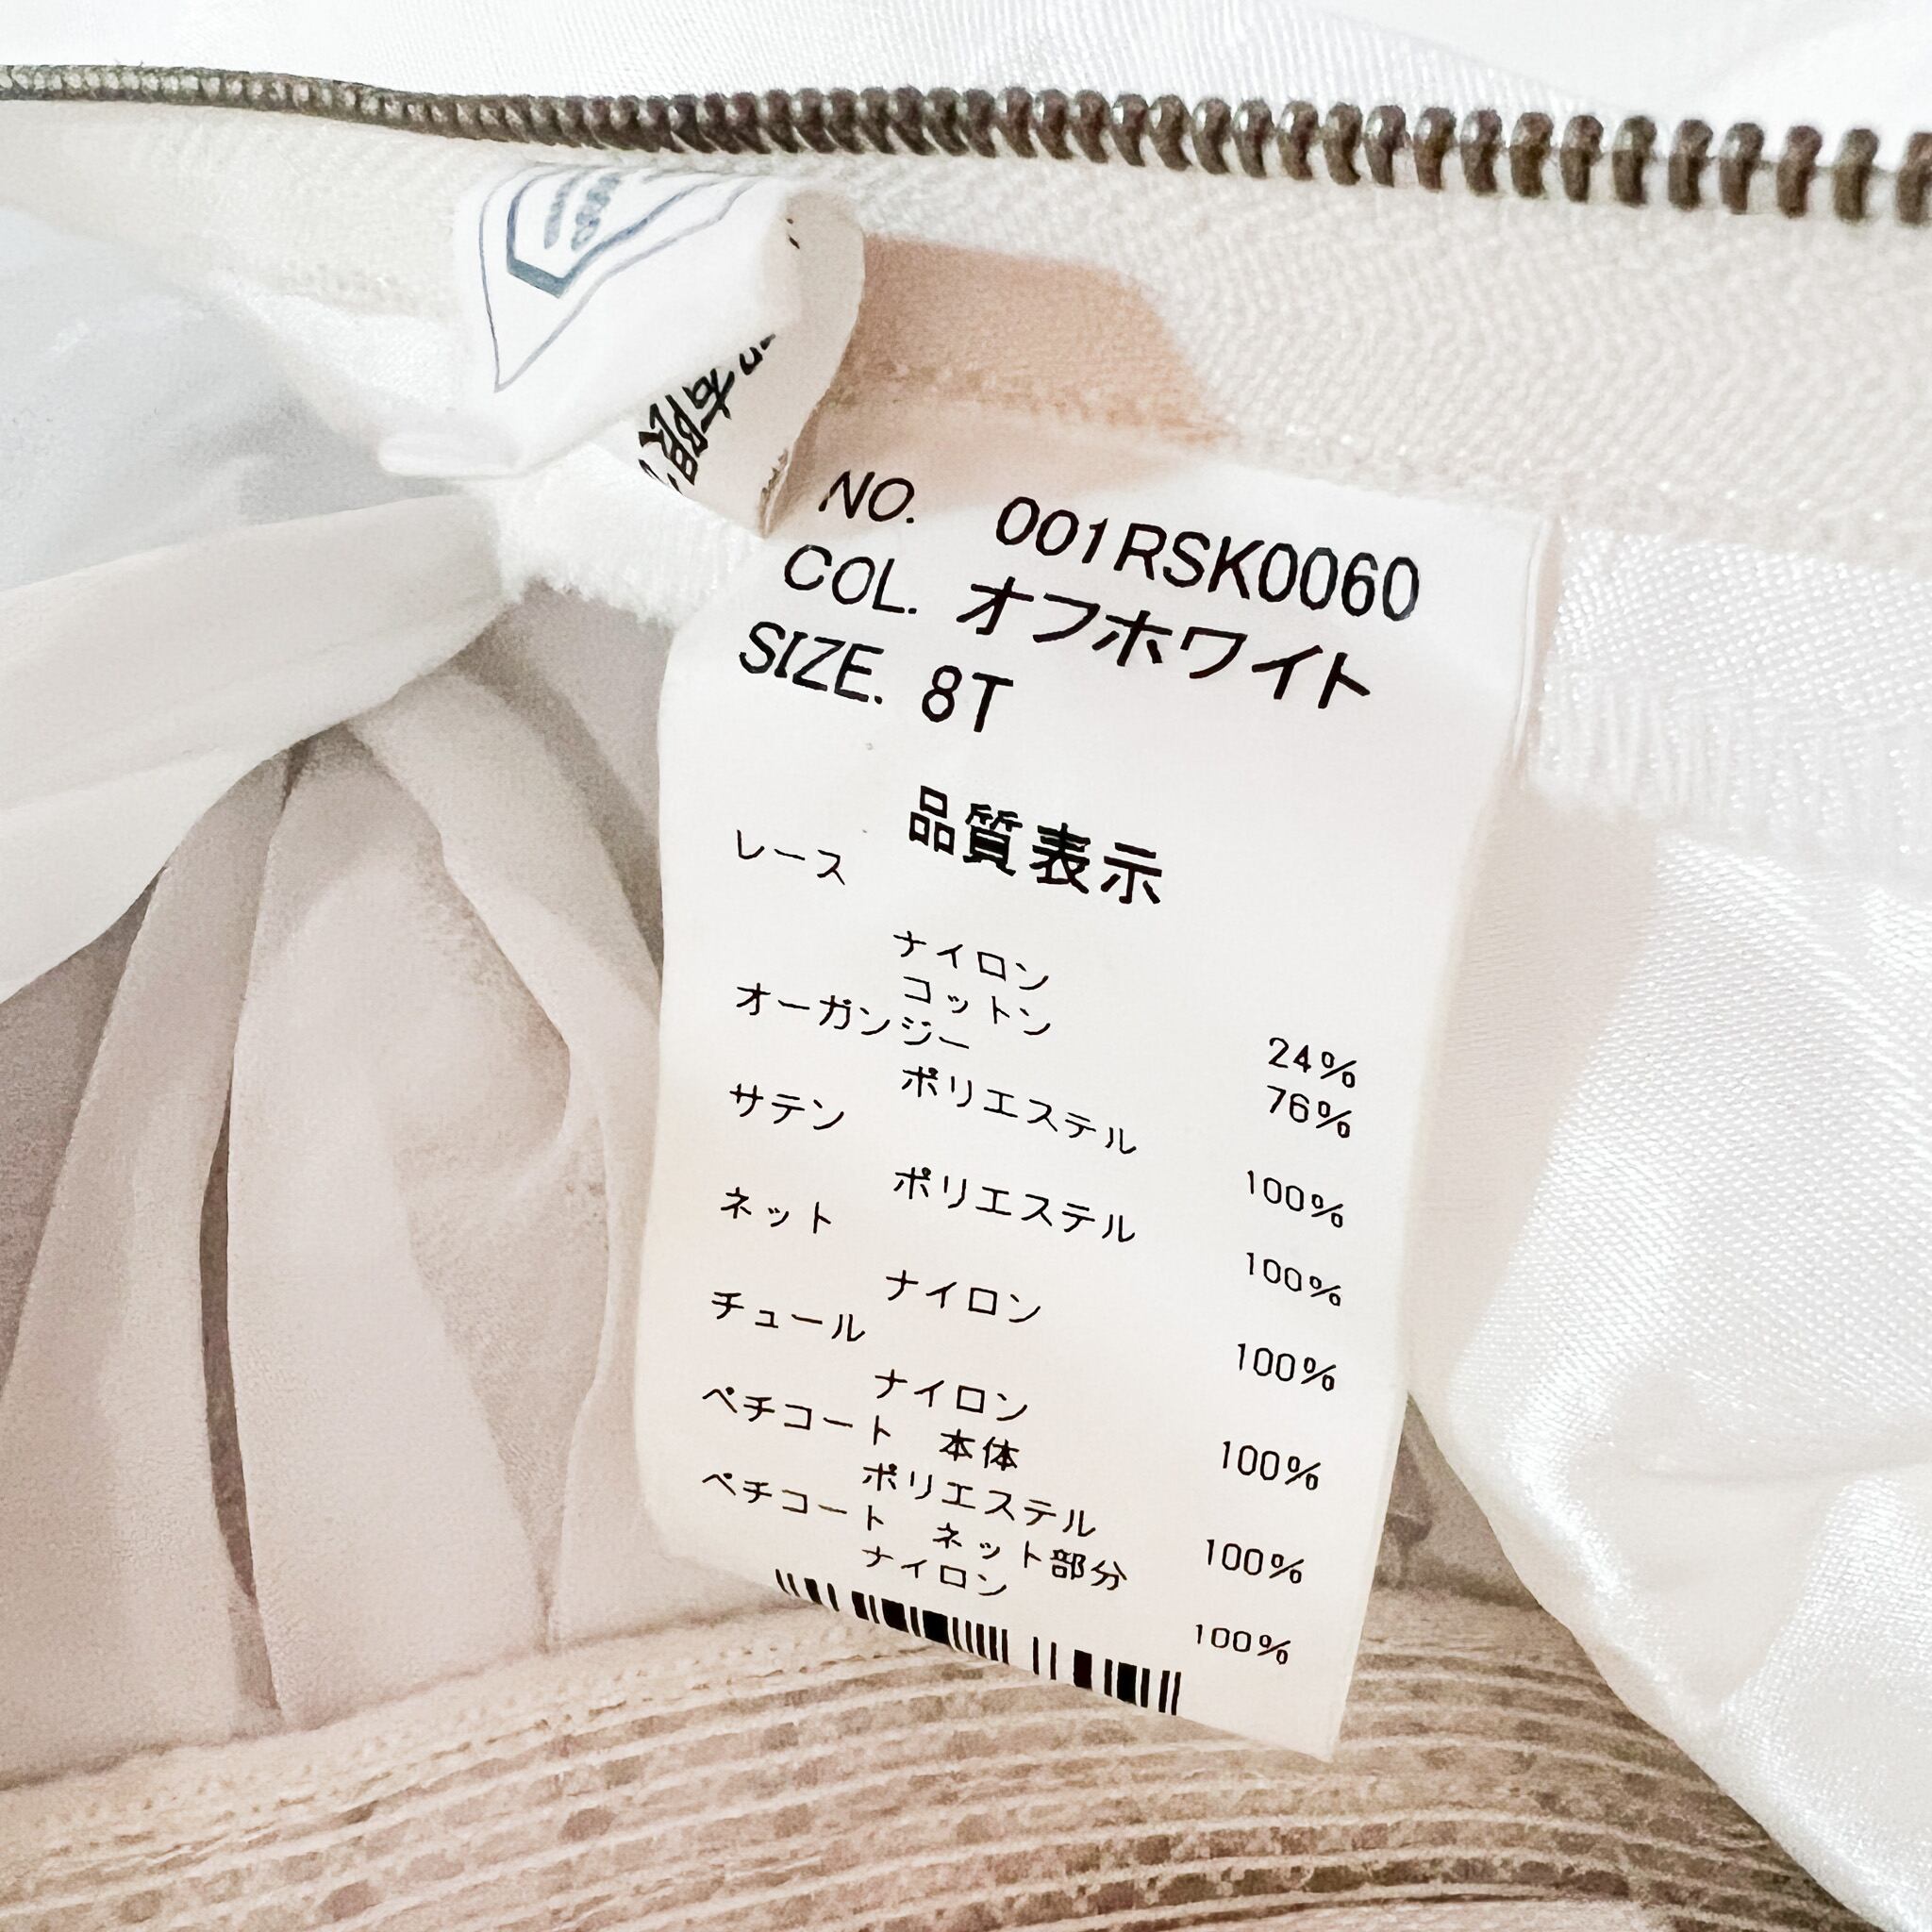 有限
NO. 001RSK0060
COL. オフホワイト
SIZE. 8T
品質表示
レース
ナイロン 24%
コットン 76%
オーガンジー
ポリエステル 100%
サテン
ポリエステル 100%
ネット
ナイロン 100%
チュール
ナイロン 100%
ペチコート 本体
ポリエステル 100%
ペチコート ネット部分
ナイロン 100%